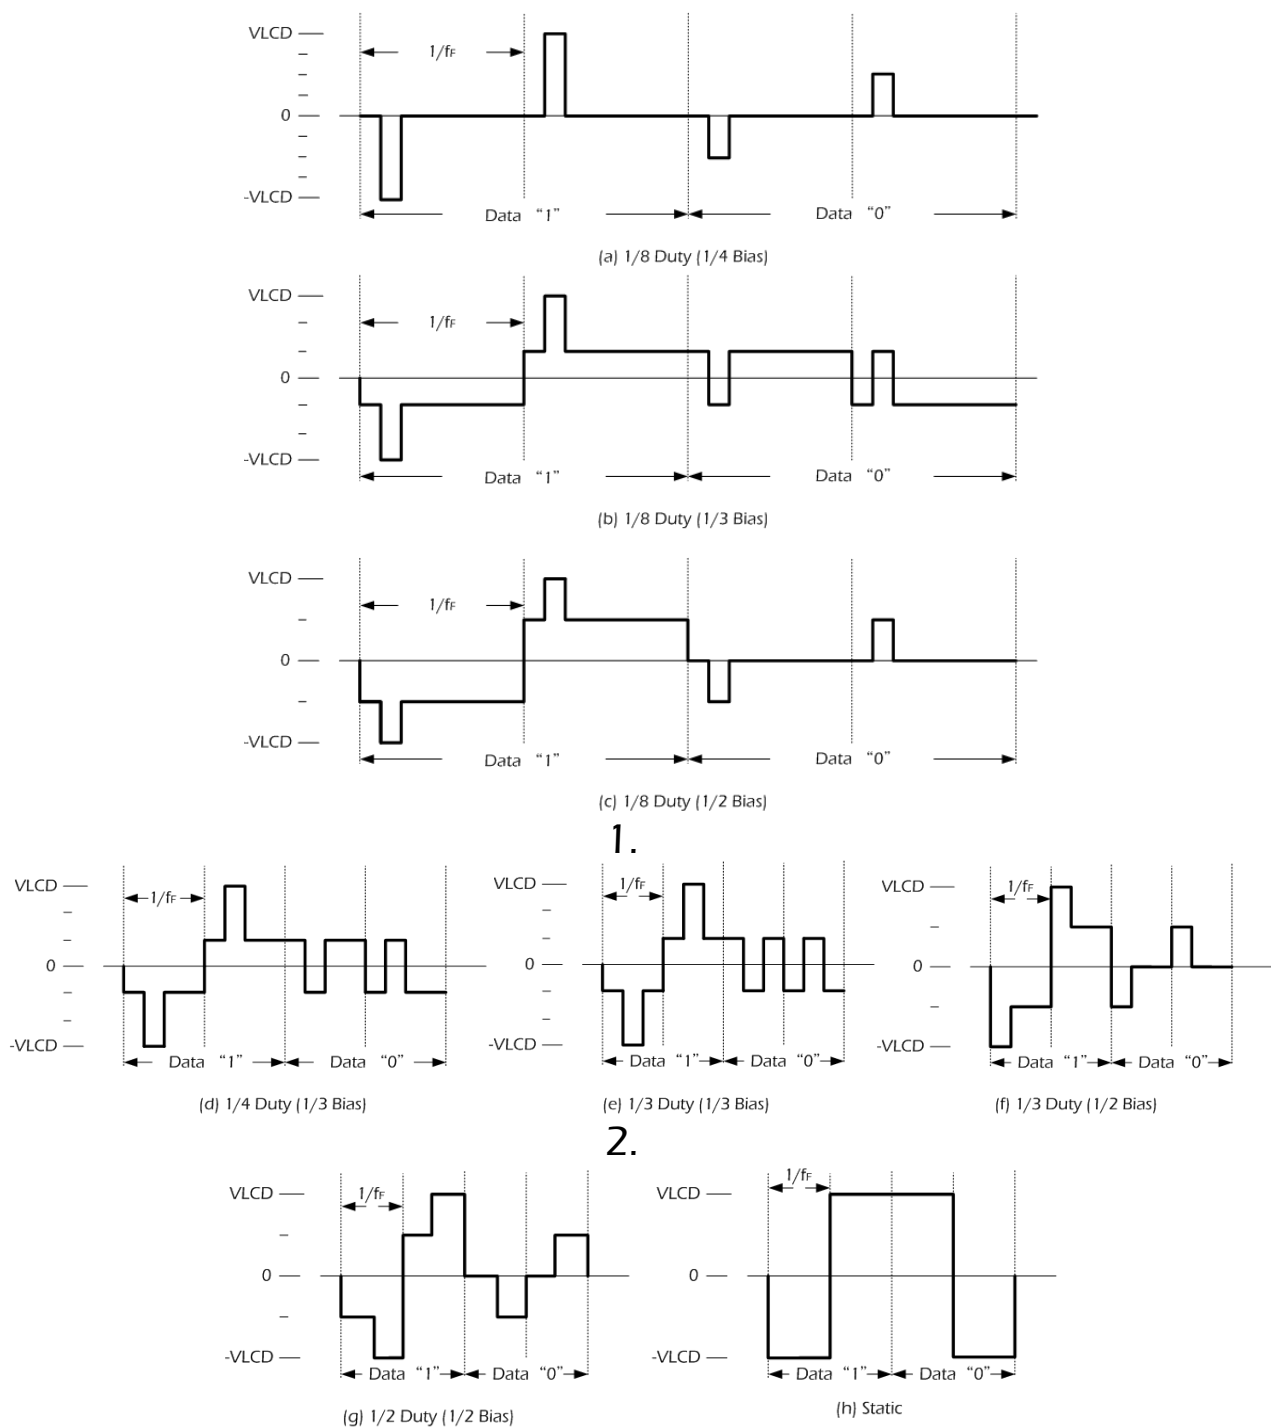 VLCD
1/fF
0
-VLCD
Data “1”
Data “0”
(a) 1/8 Duty (1/4 Bias)
VLCD
1/fF
0
-VLCD
Data “1”
Data “0”
(b) 1/8 Duty (1/3 Bias)
VLCD
1/fF
0
-VLCD
Data “1”
Data “0”
(c) 1/8 Duty (1/2 Bias)
1.
VLCD
1/fF
0
-VLCD
Data “1”
Data “0”
(d) 1/4 Duty (1/3 Bias)
VLCD
1/fF
0
-VLCD
Data “1”
Data “0”
(e) 1/3 Duty (1/3 Bias)
VLCD
1/fF
0
-VLCD
Data “1”
Data “0”
(f) 1/3 Duty (1/2 Bias)
2.
VLCD
1/fF
0
-VLCD
Data “1”
Data “0”
(g) 1/2 Duty (1/2 Bias)
1/fF
VLCD
0
-VLCD
Data “1”
Data “0”
(h) Static